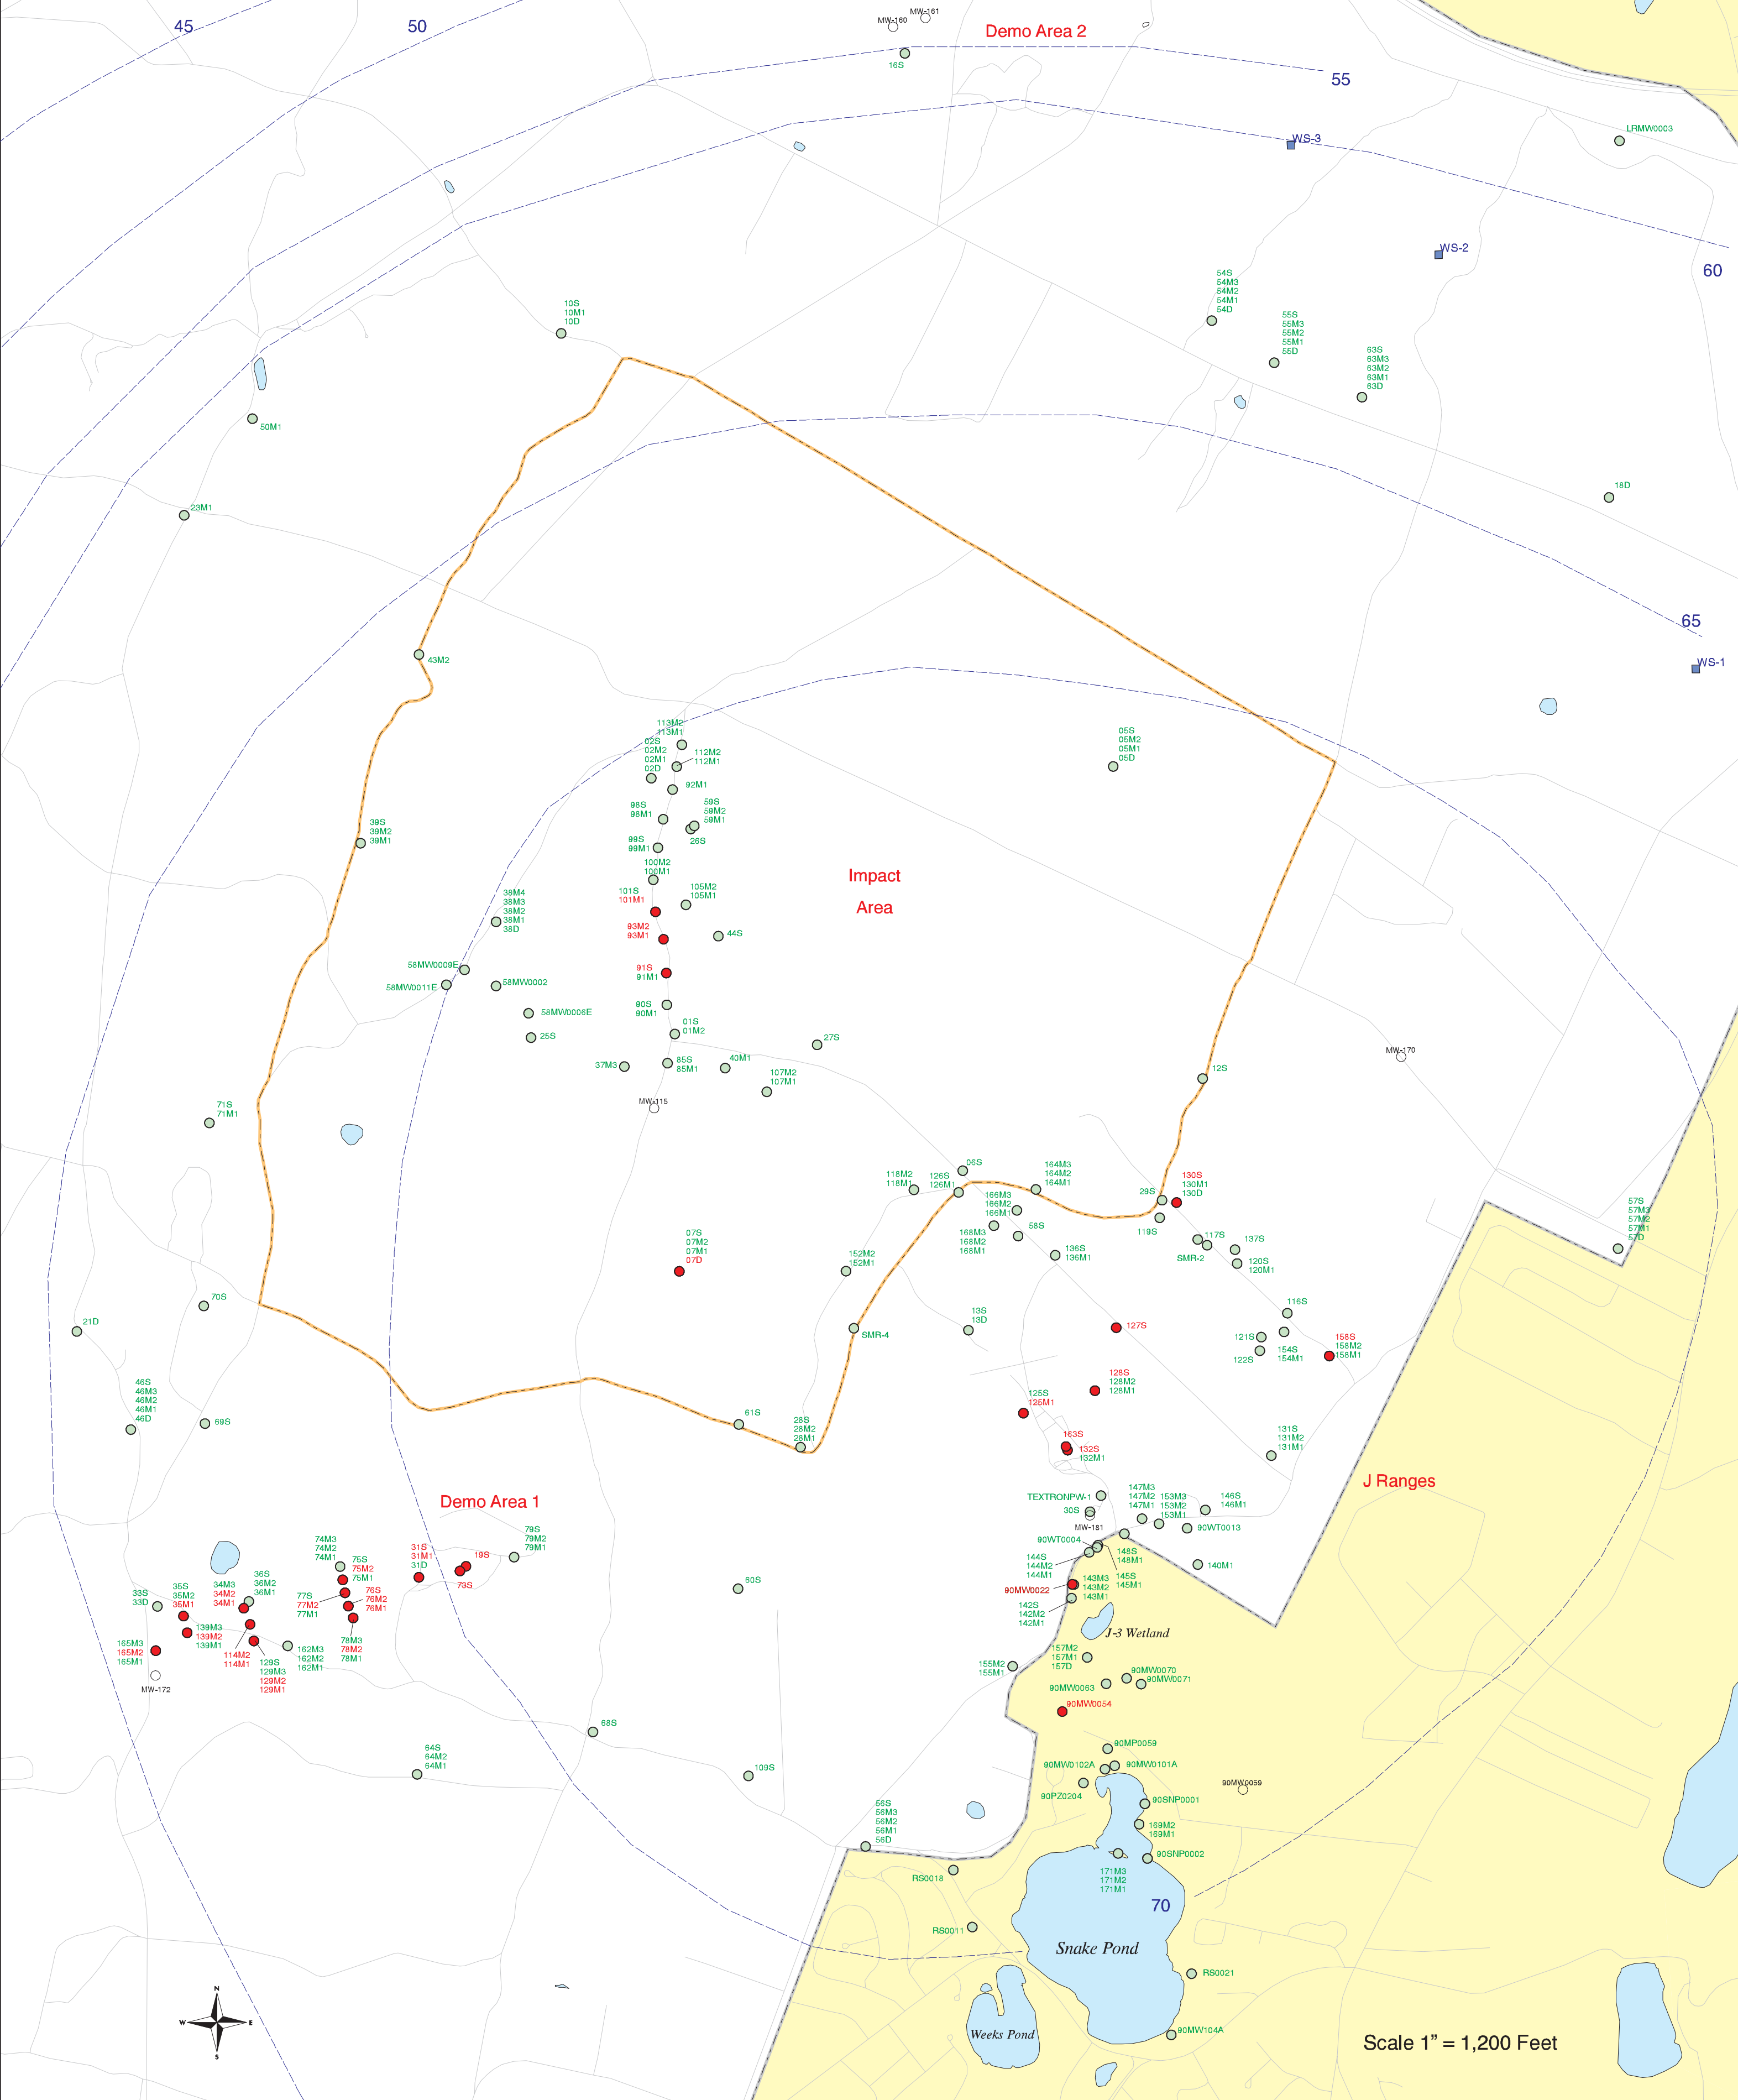 45
50
MW-160
MW-161
Demo Area 2
16S
55
WS-3
LRMW0003
WS-2
60
54S
54M3
54M2
54M1
54D
10S
10M1
10D
55S
55M3
55M2
55M1
55D
63S
63M3
63M2
63M1
63D
50M1
18D
23M1
65
WS-1
43M2
113M2
113M1
02S
02M2
02M1
02D
112M2
112M1
92M1
05S
05M2
05M1
05D
98S
98M1
59S
59M2
59M1
26S
39S
39M2
39M1
99S
99M1
100M2
100M1
Impact
Area
101S
101M1
105M2
105M1
38M4
38M3
38M2
38M1
38D
93M2
93M1
44S
58MW0009E
91S
91M1
58MW0011E
58MW0002
90S
90M1
58MW0006E
01S
01M2
25S
27S
MW-170
37M3
85S
85M1
40M1
12S
107M2
107M1
MW-115
71S
71M1
06S
118M2
118M1
126S
126M1
164M3
164M2
164M1
130S
130M1
130D
29S
166M3
166M2
166M1
119S
57S
57M3
57M2
57M1
57D
168M3
168M2
168M1
58S
117S
SMR-2
137S
07S
07M2
07M1
07D
152M2
152M1
136S
136M1
120S
120M1
70S
21D
13S
13D
SMR-4
127S
116S
121S
122S
154S
154M1
158S
158M2
158M1
46S
46M3
46M2
46M1
46D
69S
128S
128M2
128M1
125S
125M1
61S
28S
28M2
28M1
163S
132S
132M1
131S
131M2
131M1
J Ranges
Demo Area 1
TEXTRONPW-1
30S
MW-181
147M3
147M2
147M1
153M3
153M2
153M1
146S
146M1
90WT0013
79S
79M2
79M1
74M3
74M2
74M1
75S
75M2
75M1
31S
31M1
31D
19S
73S
90WT0004
148S
148M1
144S
144M2
144M1
145S
145M1
140M1
33S
33D
35S
35M2
35M1
34M3
34M2
34M1
36S
36M2
36M1
77S
77M2
77M1
76S
76M2
76M1
60S
90MW0022
143M3
143M2
143M1
142S
142M2
142M1
J-3 Wetland
139M3
139M2
139M1
165M3
165M2
165M1
114M2
114M1
129S
129M3
129M2
129M1
162M3
162M2
162M1
78M3
78M2
78M1
MW-172
157M2
157M1
157D
155M2
155M1
90MW0070
90MW0071
90MW0063
90MW0054
68S
90MP0059
64S
64M2
64M1
109S
90MW0102A
90MW0101A
90PZ0204
90MW0059
90SNP0001
56S
56M3
56M2
56M1
56D
169M2
169M1
90SNP0002
RS0018
171M3
171M2
171M1
70
RS0011
Snake Pond
RS0021
N
W
E
S
Weeks Pond
90MW104A
Scale 1” = 1,200 Feet